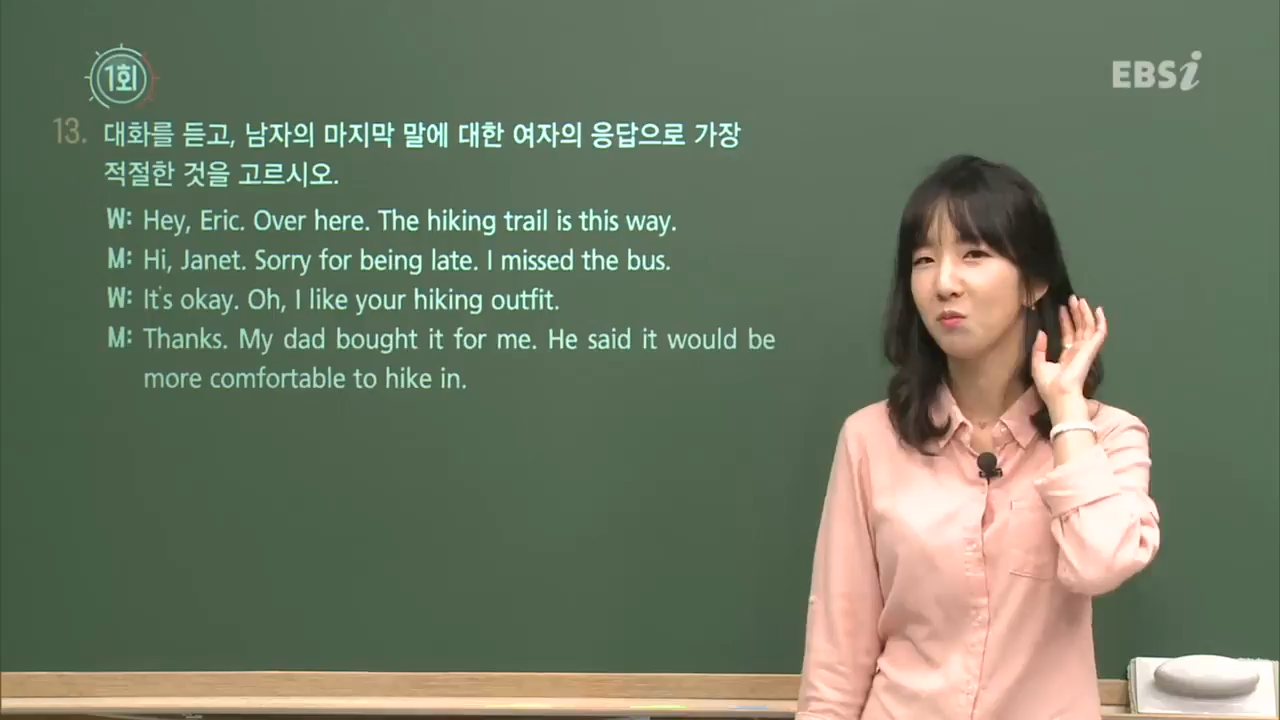 1회
EBSi
13. 대화를 듣고, 남자의 마지막 말에 대한 여자의 응답으로 가장
적절한 것을 고르시오.
W: Hey, Eric. Over here. The hiking trail is this way.
M: Hi, Janet. Sorry for being late. I missed the bus.
W: It's okay. Oh, I like your hiking outfit.
M: Thanks. My dad bought it for me. He said it would be
more comfortable to hike in.